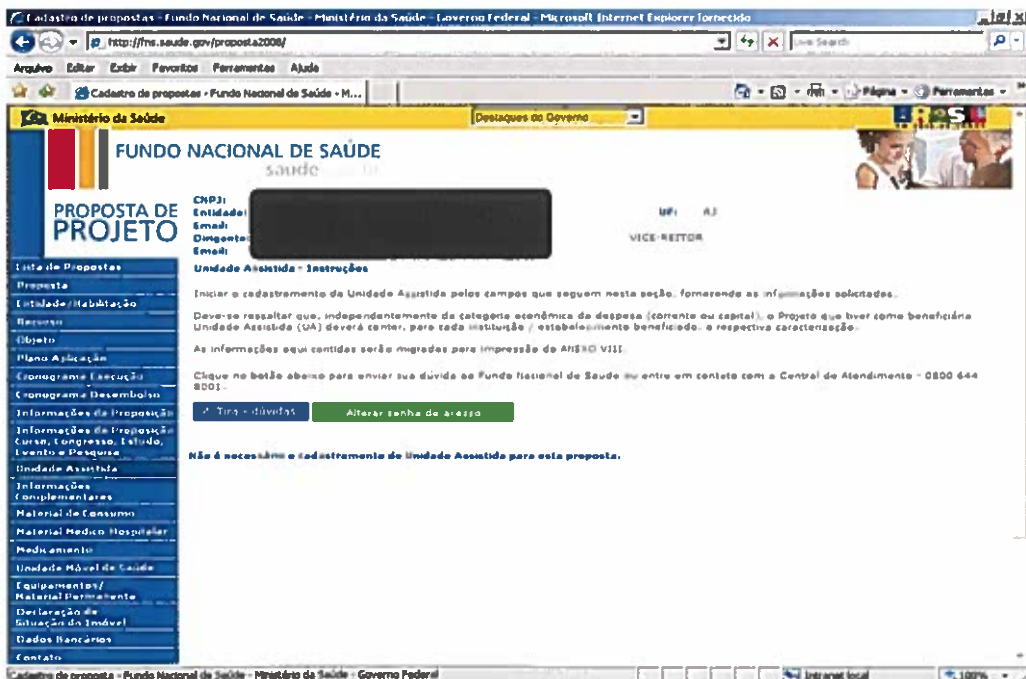 Cadastro de propostas - Fundo Nacional de Saúde - Ministério da Saúde - Governo Federal - Microsoft Internet Explorer fornecido
http://fns.saude.gov/proposta2008/
Live Search
Arquivo Editar Exibir Favoritos Ferramentas Ajuda
Cadastro de propostas - Fundo Nacional de Saúde - M...
Página Ferramentas
Ministério da Saúde
Destaques do Governo
FUNDO NACIONAL DE SAÚDE
saude
PROPOSTA DE
PROJETO
CNPJ:
Entidade:
UF: RJ
Email:
Dirigente:
VICE-REITOR
Email:
Lista de Propostas
Proposta
Entidade/Habilitação
Recurso
Objeto
Plano Aplicação
Cronograma Execução
Cronograma Desembolso
Informações da Proposição
Informações da Proposição
Curso, Congresso, Estudo,
Evento e Pesquisa
Unidade Assistida
Informações
Complementares
Material de Consumo
Material Médico Hospitalar
Medicamento
Unidade Móvel de Saúde
Equipamentos/
Material Permanente
Declaração de
Situação do Imóvel
Dados Bancários
Contato
Unidade Assistida - Instruções
Iniciar o cadastramento da Unidade Assistida pelos campos que seguem nesta seção, fornecendo as informações solicitadas.
Deve-se ressaltar que, independentemente da categoria econômica da despesa (corrente ou capital), o Projeto que tiver como beneficiária
Unidade Assistida (UA) deverá conter, para cada instituição / estabelecimento beneficiado, a respectiva caracterização.
As informações aqui contidas serão migradas para impressão do ANEXO VIII.
Clique no botão abaixo para enviar sua dúvida ao Fundo Nacional de Saúde ou entre em contato com a Central de Atendimento - 0800 644
8001.
Tira - dúvidas
Alterar senha de acesso
Não é necessário o cadastramento de Unidade Assistida para esta proposta.
Cadastro de proposta - Fundo Nacional de Saúde - Ministério da Saúde - Governo Federal
Intranet local
100%